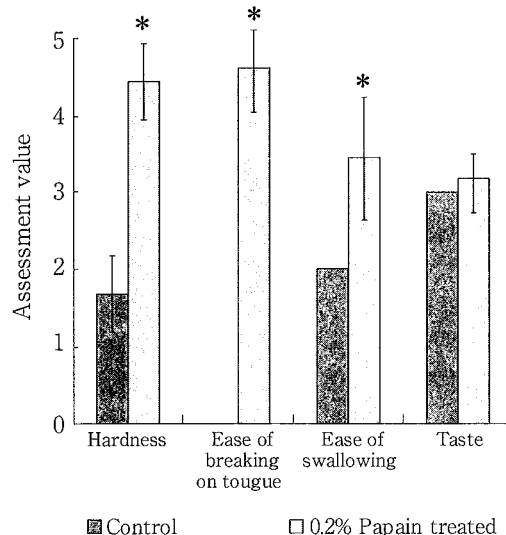 Assessment value
5
4
3
2
1
0
*
*
*
Hardness
Ease of
breaking
on tougue
Ease of
swallowing
Taste
Control
0.2% Papain treated